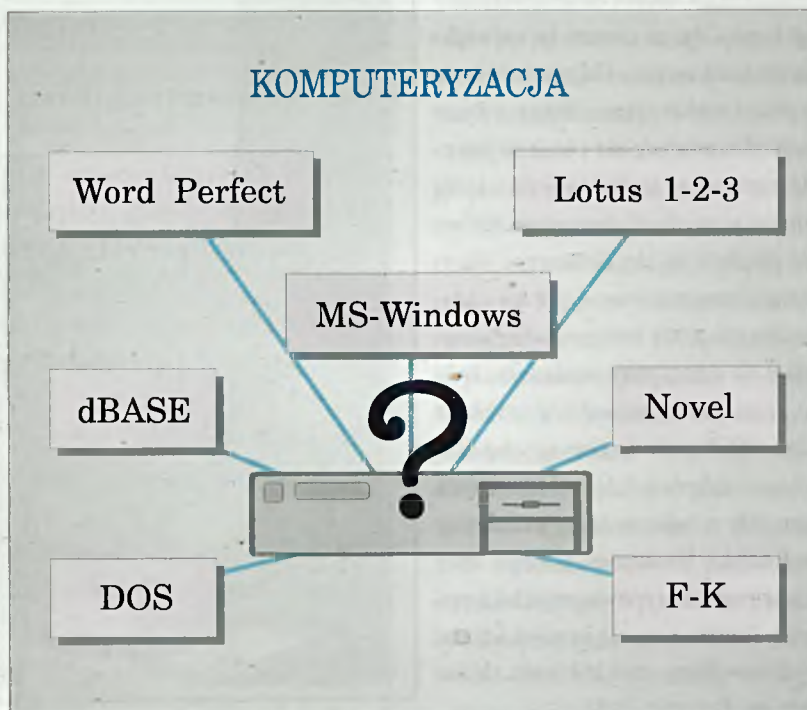 KOMPUTERYZACJA
Word Perfect
Lotus 1-2-3
MS-Windows
dBASE
Novel
?
DOS
F-K